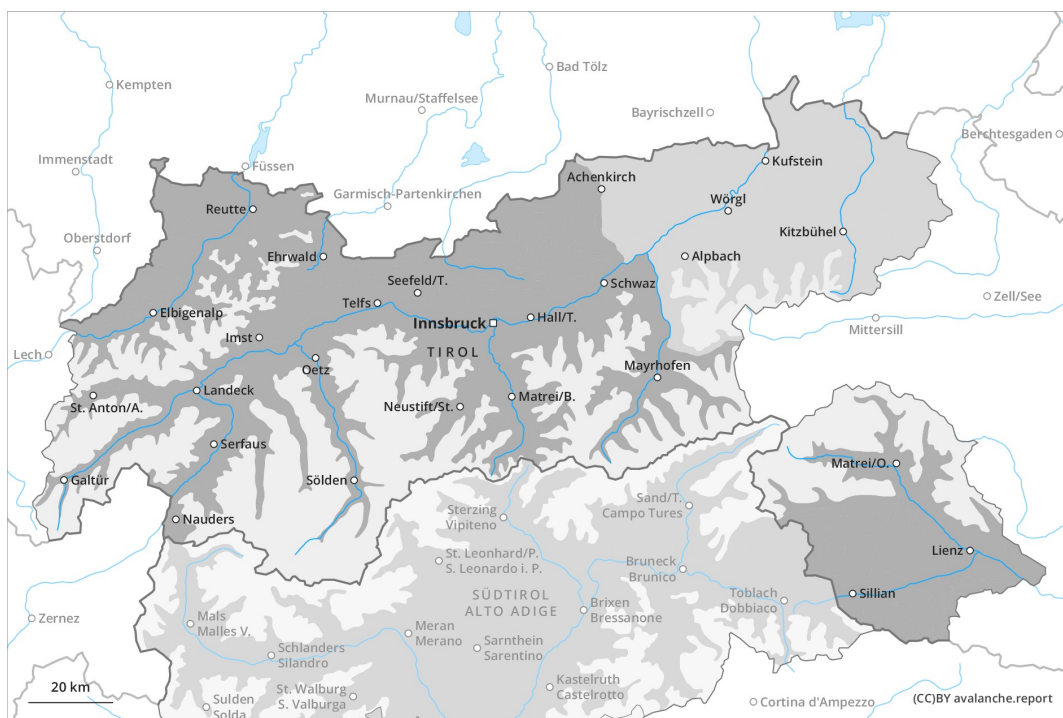 Kempten
Bad Tölz
Murnau/Staffelsee
Bayrischzell
Berchtesgaden
Immenstadt
Füssen
Kufstein
Garmisch-Partenkirchen
Achenkirch
Wörgl
Reutte
Kitzbühel
Oberstdorf
Ehrwald
Alpbach
Seefeld/T.
Schwaz
Zell/See
Telfs
Elbigenalp
Innsbruck
Hall/T.
Mittersill
Imst
Lech
TIROL
Oetz
Mayrhofen
Landeck
St. Anton/A.
Neustift/St.
Matrei/B.
Serfaus
Matrei/O.
Galtür
Sölden
Sand/T.
Campo Tures
Sterzing
Vipiteno
Nauders
Lienz
St. Leonhard/P.
S. Leonardo i. P.
Bruneck
Brunico
SÜDTIROL
ALTO ADIGE
Sillian
Toblach
Dobbiaco
Brixen
Bressanone
Zernez
Mals
Malles V.
Meran
Merano
Sarnthein
Sarentino
Schlanders
Silandro
20 km
St. Walburg
S. Valburga
Kastelruth
Castelrotto
Sulden
Solda
Cortina d'Ampezzo
(CC)BY avalanche.report